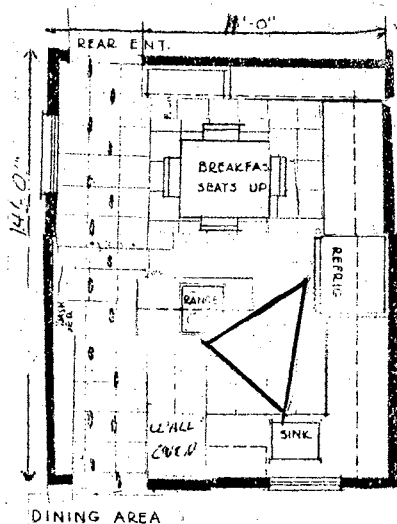 11'-0"
REAR ENT.
14'-0"
BREAKFAS
SEATS UP
REFRIG
RANGE
WALL
OVEN
SINK
DINING AREA